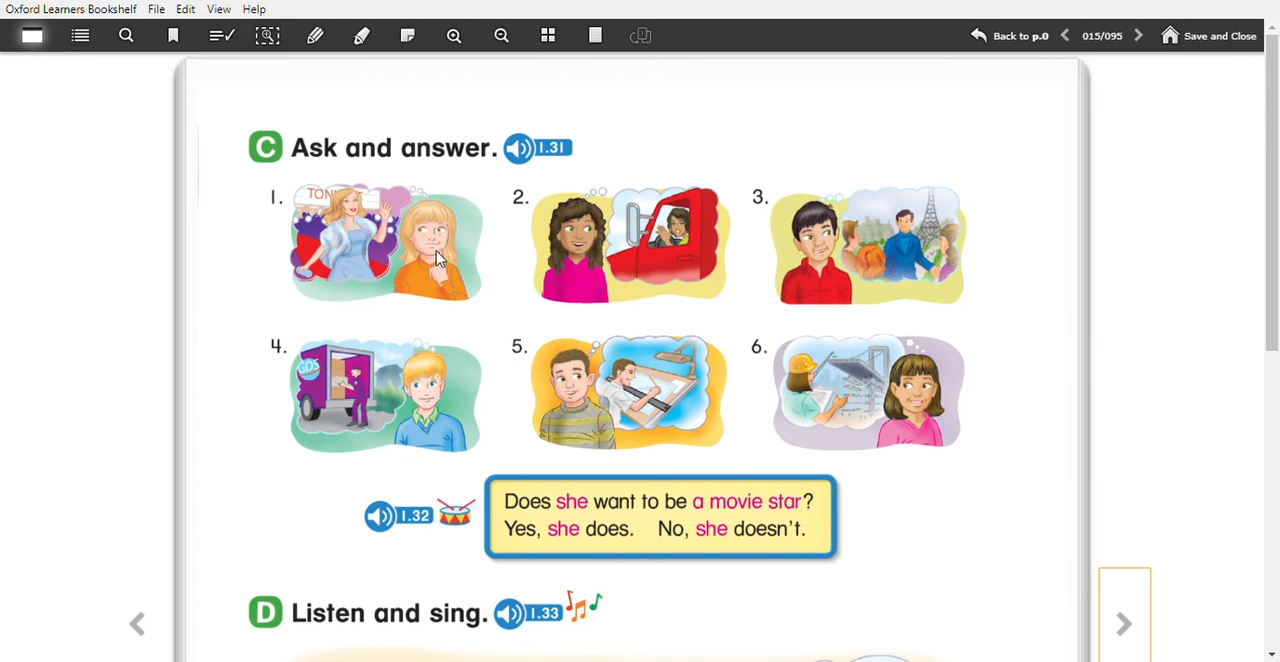 Oxford Learners Bookshelf File Edit View Help
Back to p.0 015/095 Save and Close
C Ask and answer. 1.31
1. 2. 3.
TON
4. 5. 6.
GDS
1.32
Does she want to be a movie star?
Yes, she does. No, she doesn't.
D Listen and sing. 1.33